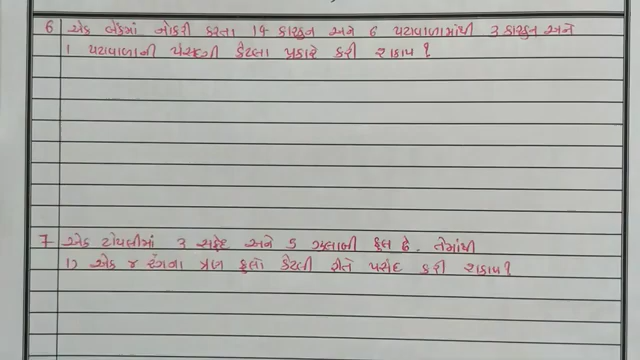 6 એક બેંકમાં નોકરી કરતા 14 કારકુન અને 6 પટાવાળામાંથી 3 કારકુન અને
1 પટાવાળાની પસંદગી કેટલા પ્રકારે કરી શકાય ?
7 એક ટોપલીમાં 3 સફેદ અને 5 ગુલાબી ફૂલ છે. તેમાંથી
1) એક જ રંગના ત્રણ ફુલો કેટલી રીતે પસંદ કરી શકાય ?